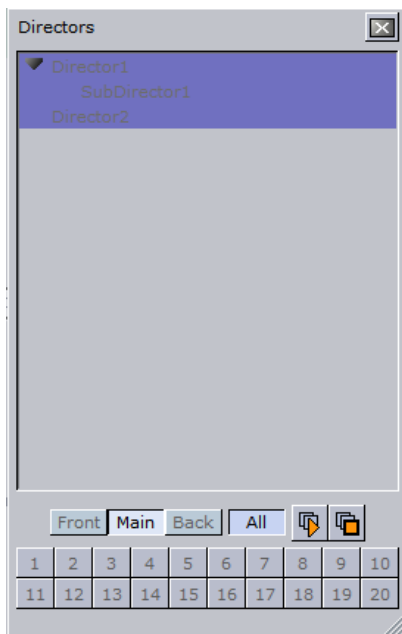 Directors
Director1
SubDirector1
Director2
Front Main Back All
1 2 3 4 5 6 7 8 9 10
11 12 13 14 15 16 17 18 19 20